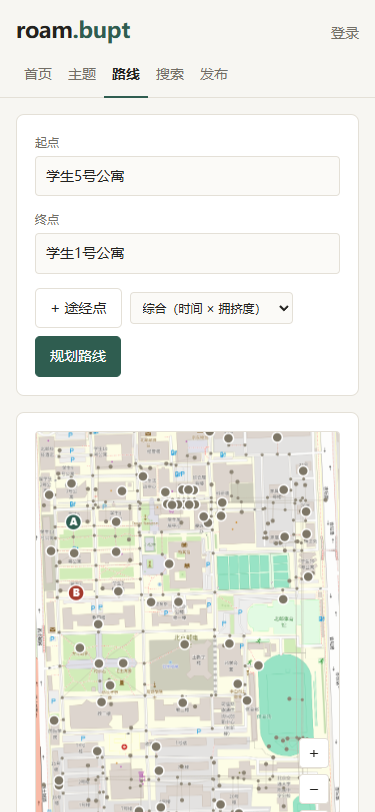 roam.bupt
登录
首页 主题 路线 搜索 发布
起点
学生5号公寓
终点
学生1号公寓
+ 途经点
综合（时间 × 拥挤度）
规划路线
A
B
+
−